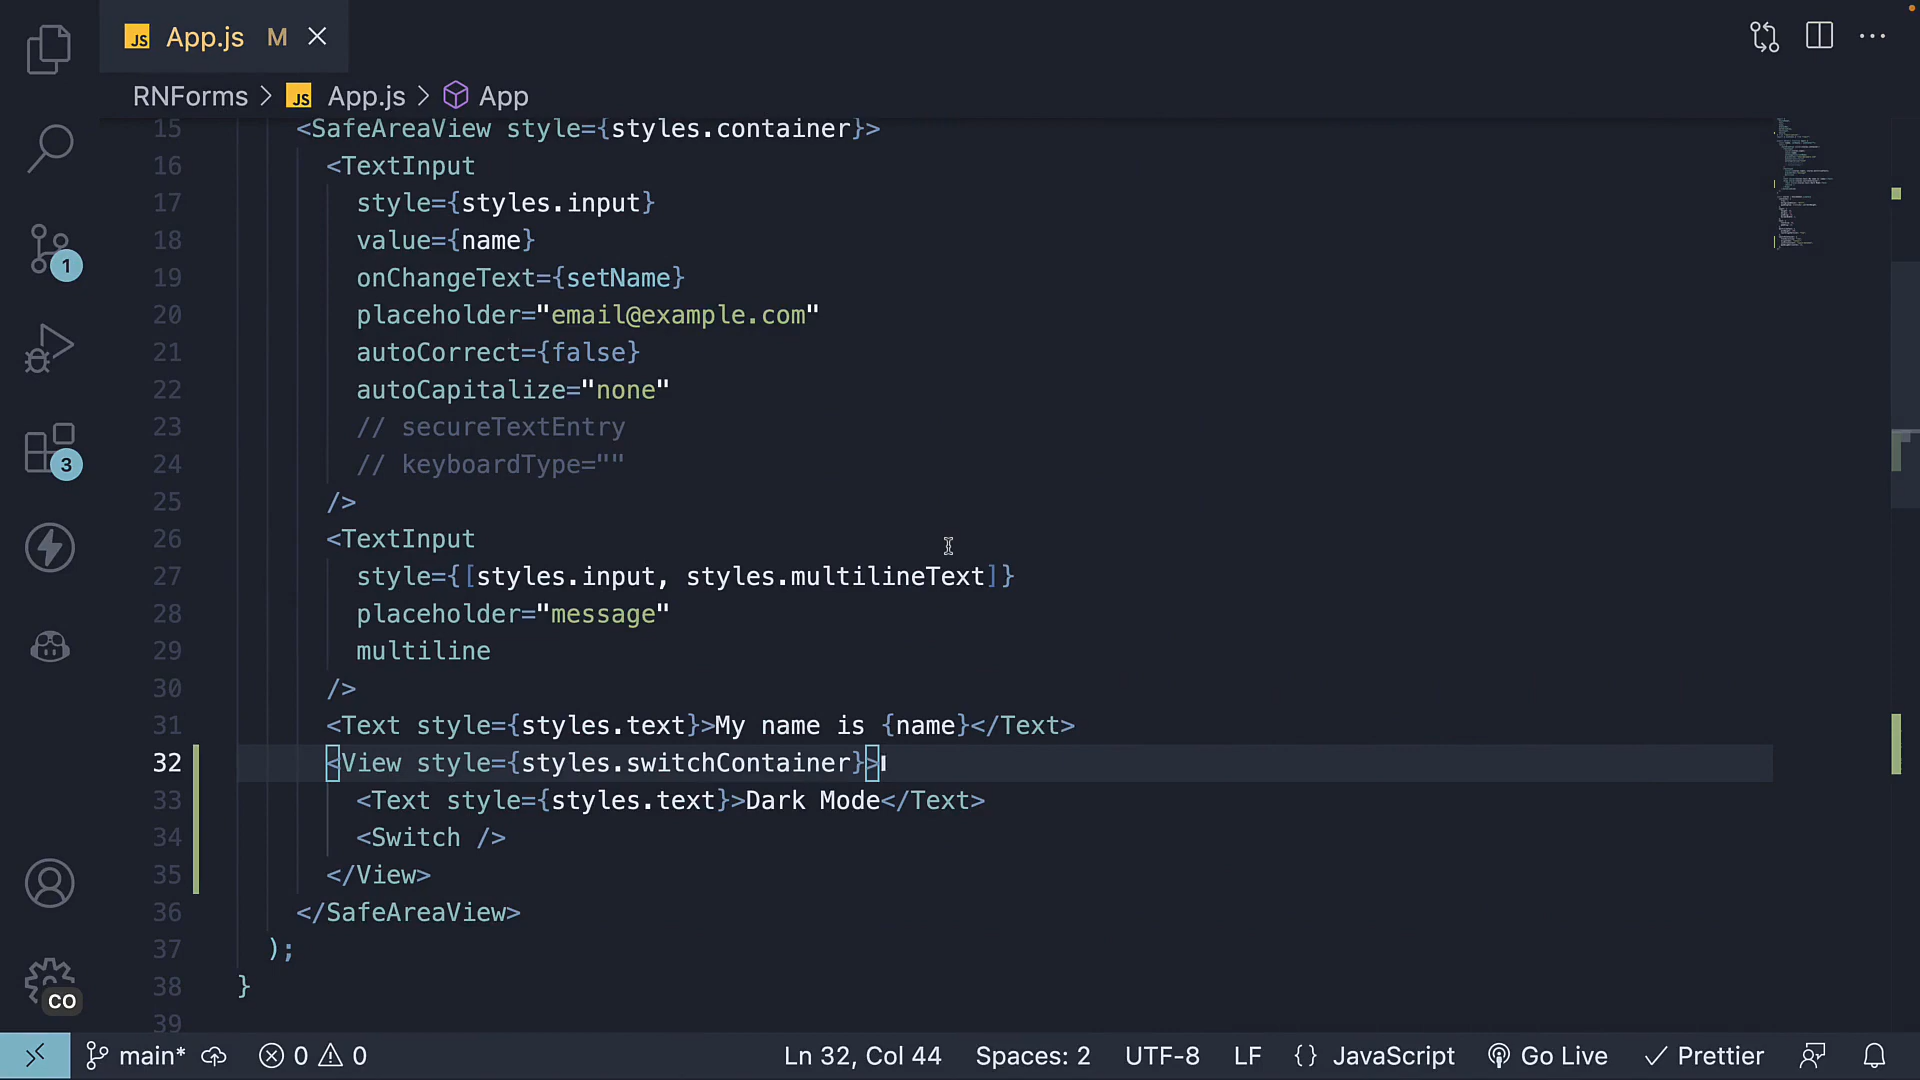 JS App.js M
RNForms > JS App.js > App
15 <SafeAreaView style={styles.container}>
16 <TextInput
17 style={styles.input}
18 value={name}
19 onChangeText={setName}
20 placeholder="email@example.com"
21 autoCorrect={false}
22 autoCapitalize="none"
23 // secureTextEntry
24 // keyboardType=""
25 />
26 <TextInput
27 style={[styles.input, styles.multilineText]}
28 placeholder="message"
29 multiline
30 />
31 <Text style={styles.text}>My name is {name}</Text>
32 <View style={styles.switchContainer}>
33 <Text style={styles.text}>Dark Mode</Text>
34 <Switch />
35 </View>
36 </SafeAreaView>
37 );
38 }
39
1
3
CO
main* 0 0 Ln 32, Col 44 Spaces: 2 UTF-8 LF {} JavaScript Go Live Prettier